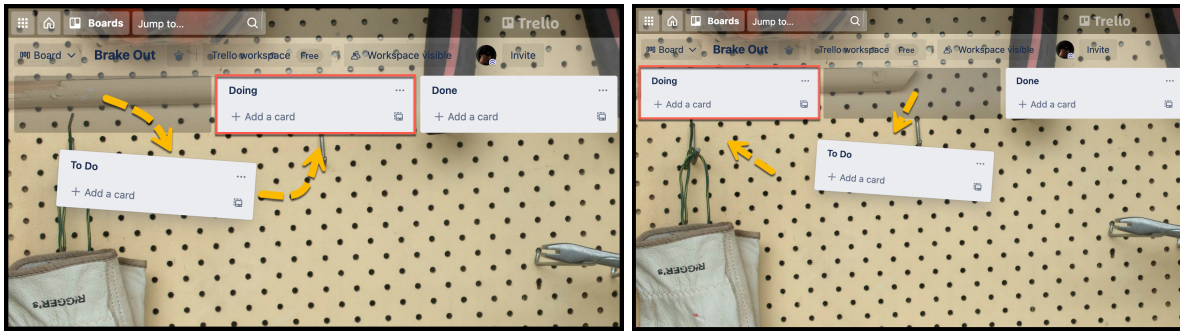 Boards Jump to... Trello
Board Brake Out Trello workspace Free Workspace visible Invite
Doing ... Done ...
+ Add a card + Add a card
To Do ...
+ Add a card
RIGGER's
Boards Jump to... Trello
Board Brake Out Trello workspace Free Workspace visible Invite
Doing ... Done
+ Add a card + Add a card
To Do ...
+ Add a card
RIGGER's